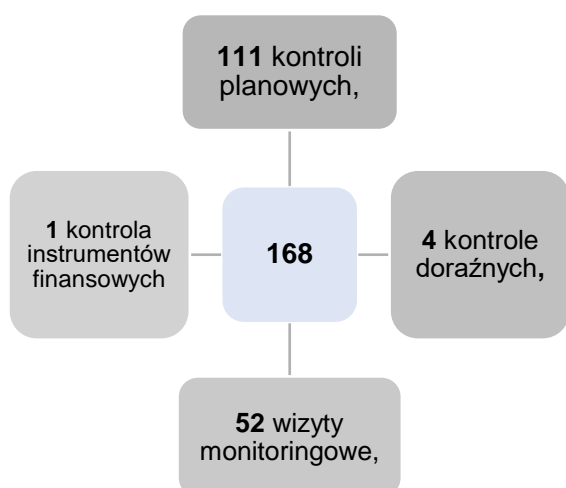 111 kontroli
planowych,
1 kontrola
instrumentów
finansowych
168
4 kontrole
doraźnych,
52 wizyty
monitoringowe,